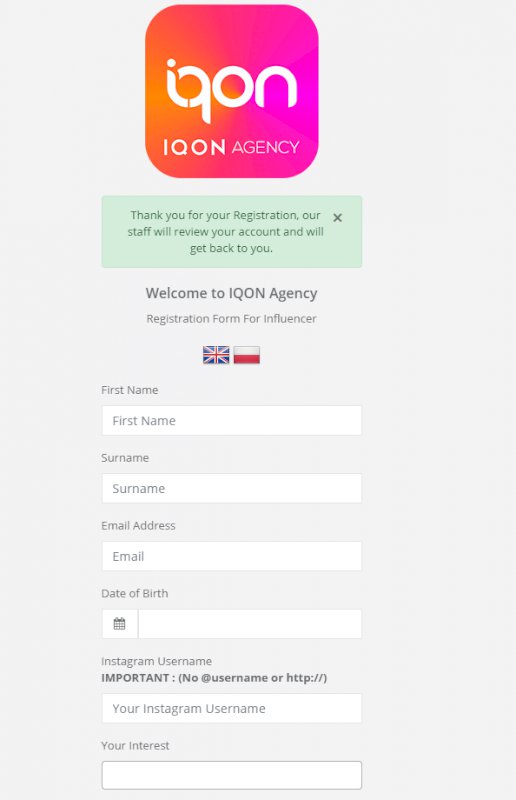 iqon
IQON AGENCY
Thank you for your Registration, our
staff will review your account and will
get back to you.
×
Welcome to IQON Agency
Registration Form For Influencer
First Name
First Name
Surname
Surname
Email Address
Email
Date of Birth
Instagram Username
IMPORTANT : (No @username or http://)
Your Instagram Username
Your Interest